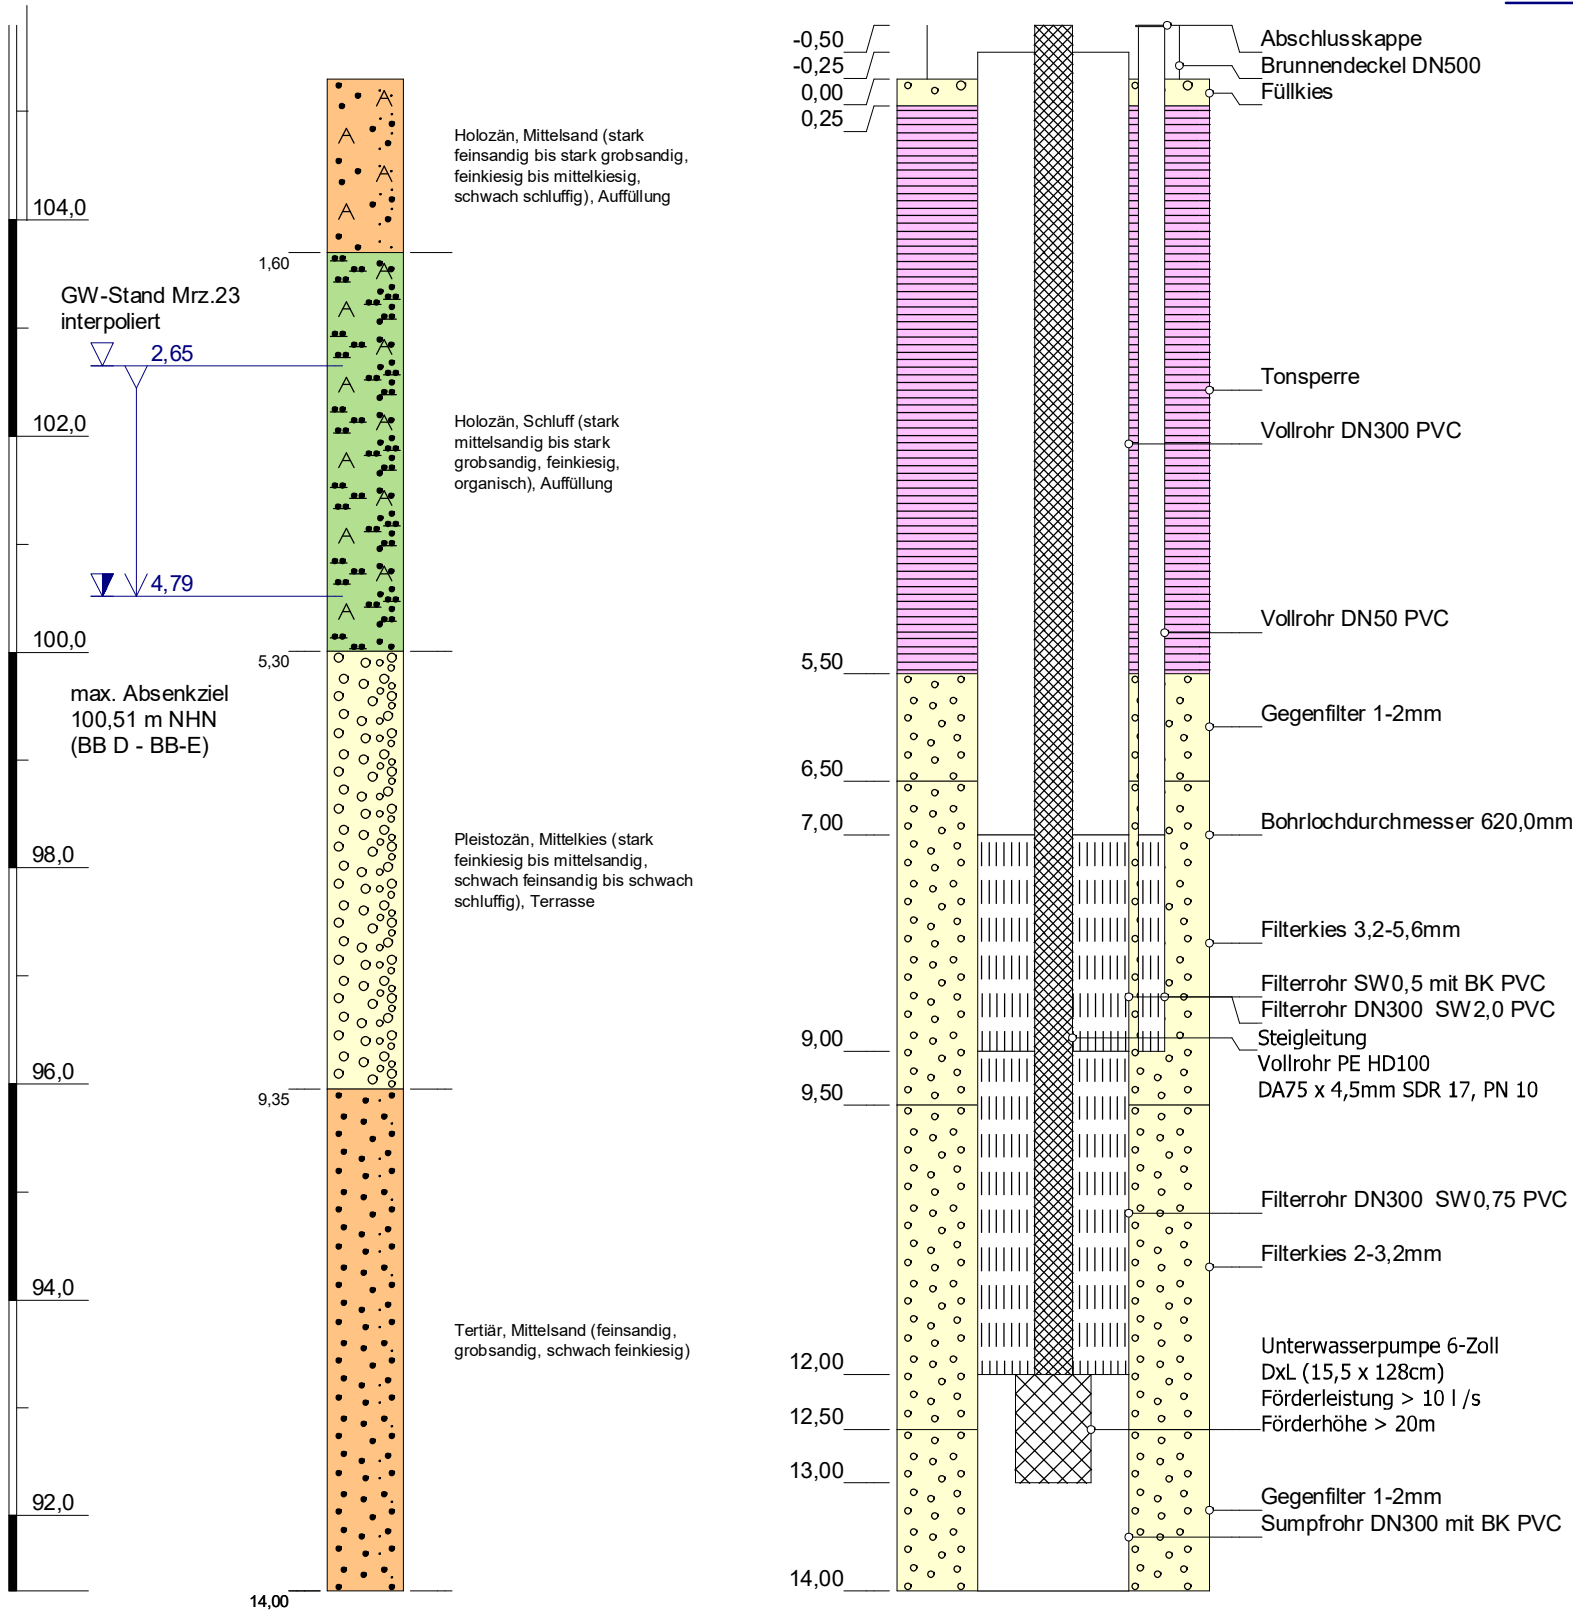 104,0
102,0
100,0
98,0
96,0
94,0
92,0
GW-Stand Mrz.23
interpoliert
2,65
4,79
max. Absenkziel
100,51 m NHN
(BB D - BB-E)
1,60
5,30
9,35
14,00
Holozän, Mittelsand (stark
feinsandig bis stark grobsandig,
feinkiesig bis mittelkiesig,
schwach schluffig), Auffüllung
Holozän, Schluff (stark
mittelsandig bis stark
grobsandig, feinkiesig,
organisch), Auffüllung
Pleistozän, Mittelkies (stark
feinkiesig bis mittelsandig,
schwach feinsandig bis schwach
schluffig), Terrasse
Tertiär, Mittelsand (feinsandig,
grobsandig, schwach feinkiesig)
-0,50
-0,25
0,00
0,25
5,50
6,50
7,00
9,00
9,50
12,00
12,50
13,00
14,00
Abschlusskappe
Brunnendeckel DN500
Füllkies
Tonsperre
Vollrohr DN300 PVC
Vollrohr DN50 PVC
Gegenfilter 1-2mm
Bohrlochdurchmesser 620,0mm
Filterkies 3,2-5,6mm
Filterrohr SW0,5 mit BK PVC
Filterrohr DN300 SW2,0 PVC
Steigleitung
Vollrohr PE HD100
DA75 x 4,5mm SDR 17, PN 10
Filterrohr DN300 SW0,75 PVC
Filterkies 2-3,2mm
Unterwasserpumpe 6-Zoll
DxL (15,5 x 128cm)
Förderleistung > 10 l /s
Förderhöhe > 20m
Gegenfilter 1-2mm
Sumpfrohr DN300 mit BK PVC